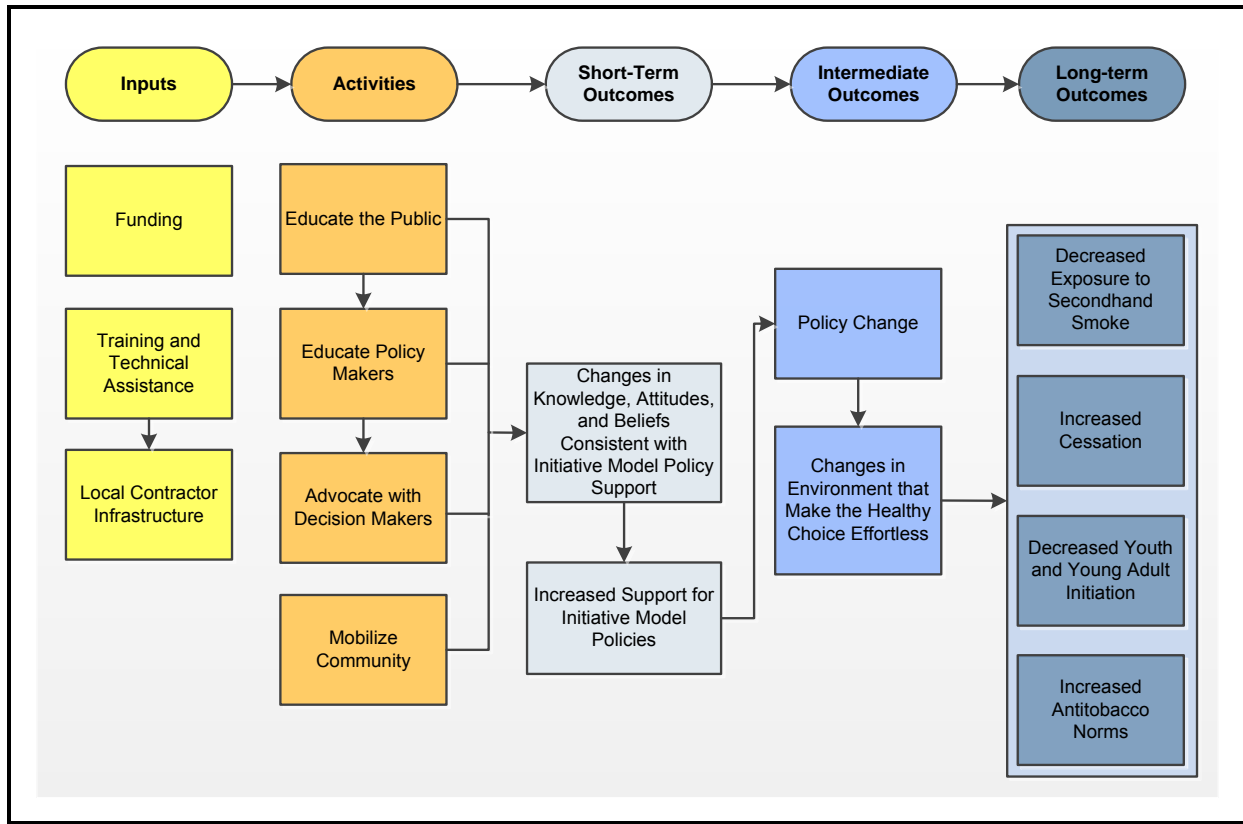 Inputs
Activities
Short-Term
Outcomes
Intermediate
Outcomes
Long-term
Outcomes
Funding
Training and
Technical
Assistance
Local Contractor
Infrastructure
Educate the Public
Educate Policy
Makers
Advocate with
Decision Makers
Mobilize
Community
Changes in
Knowledge, Attitudes,
and Beliefs
Consistent with
Initiative Model Policy
Support
Increased Support for
Initiative Model
Policies
Policy Change
Changes in
Environment that
Make the Healthy
Choice Effortless
Decreased
Exposure to
Secondhand
Smoke
Increased
Cessation
Decreased Youth
and Young Adult
Initiation
Increased
Antitobacco
Norms